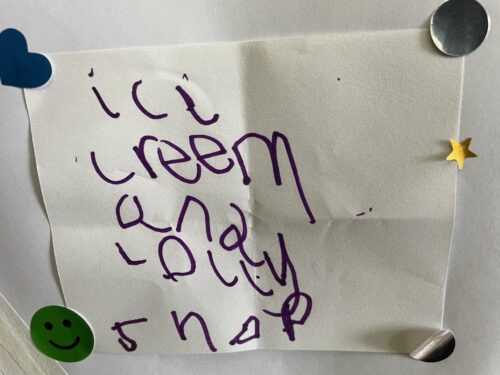 ici
creem
and
lolly
shop